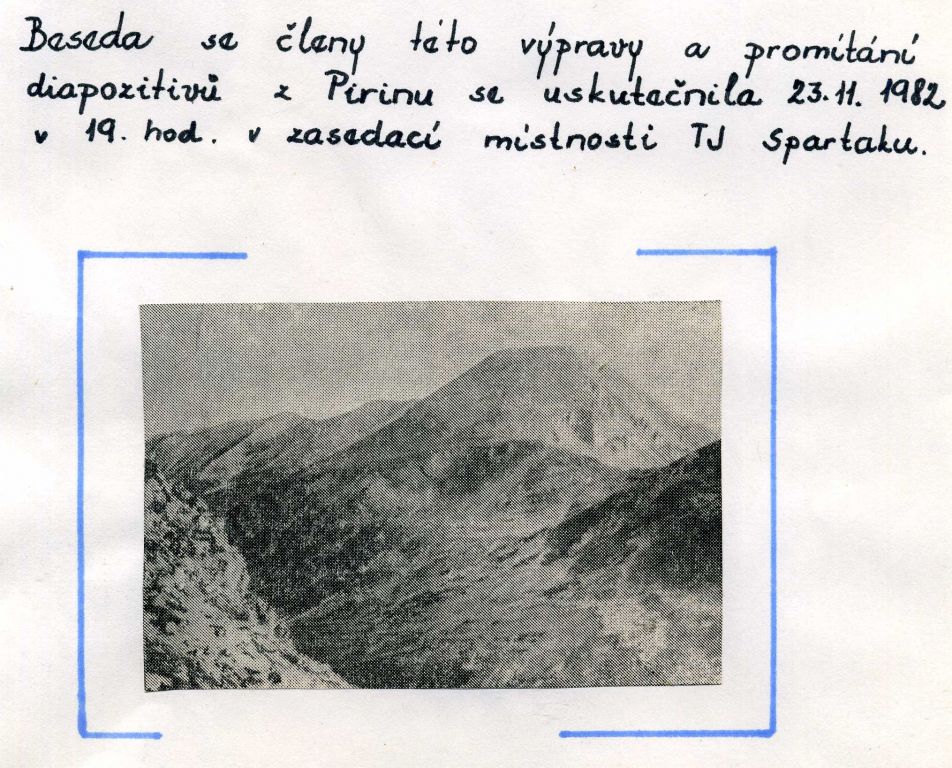 Beseda se členy této výpravy a promítání
diapozitivů z Pirinu se uskutečnila 23.11. 1982
v 19. hod. v zasedací místnosti TJ Spartaku.